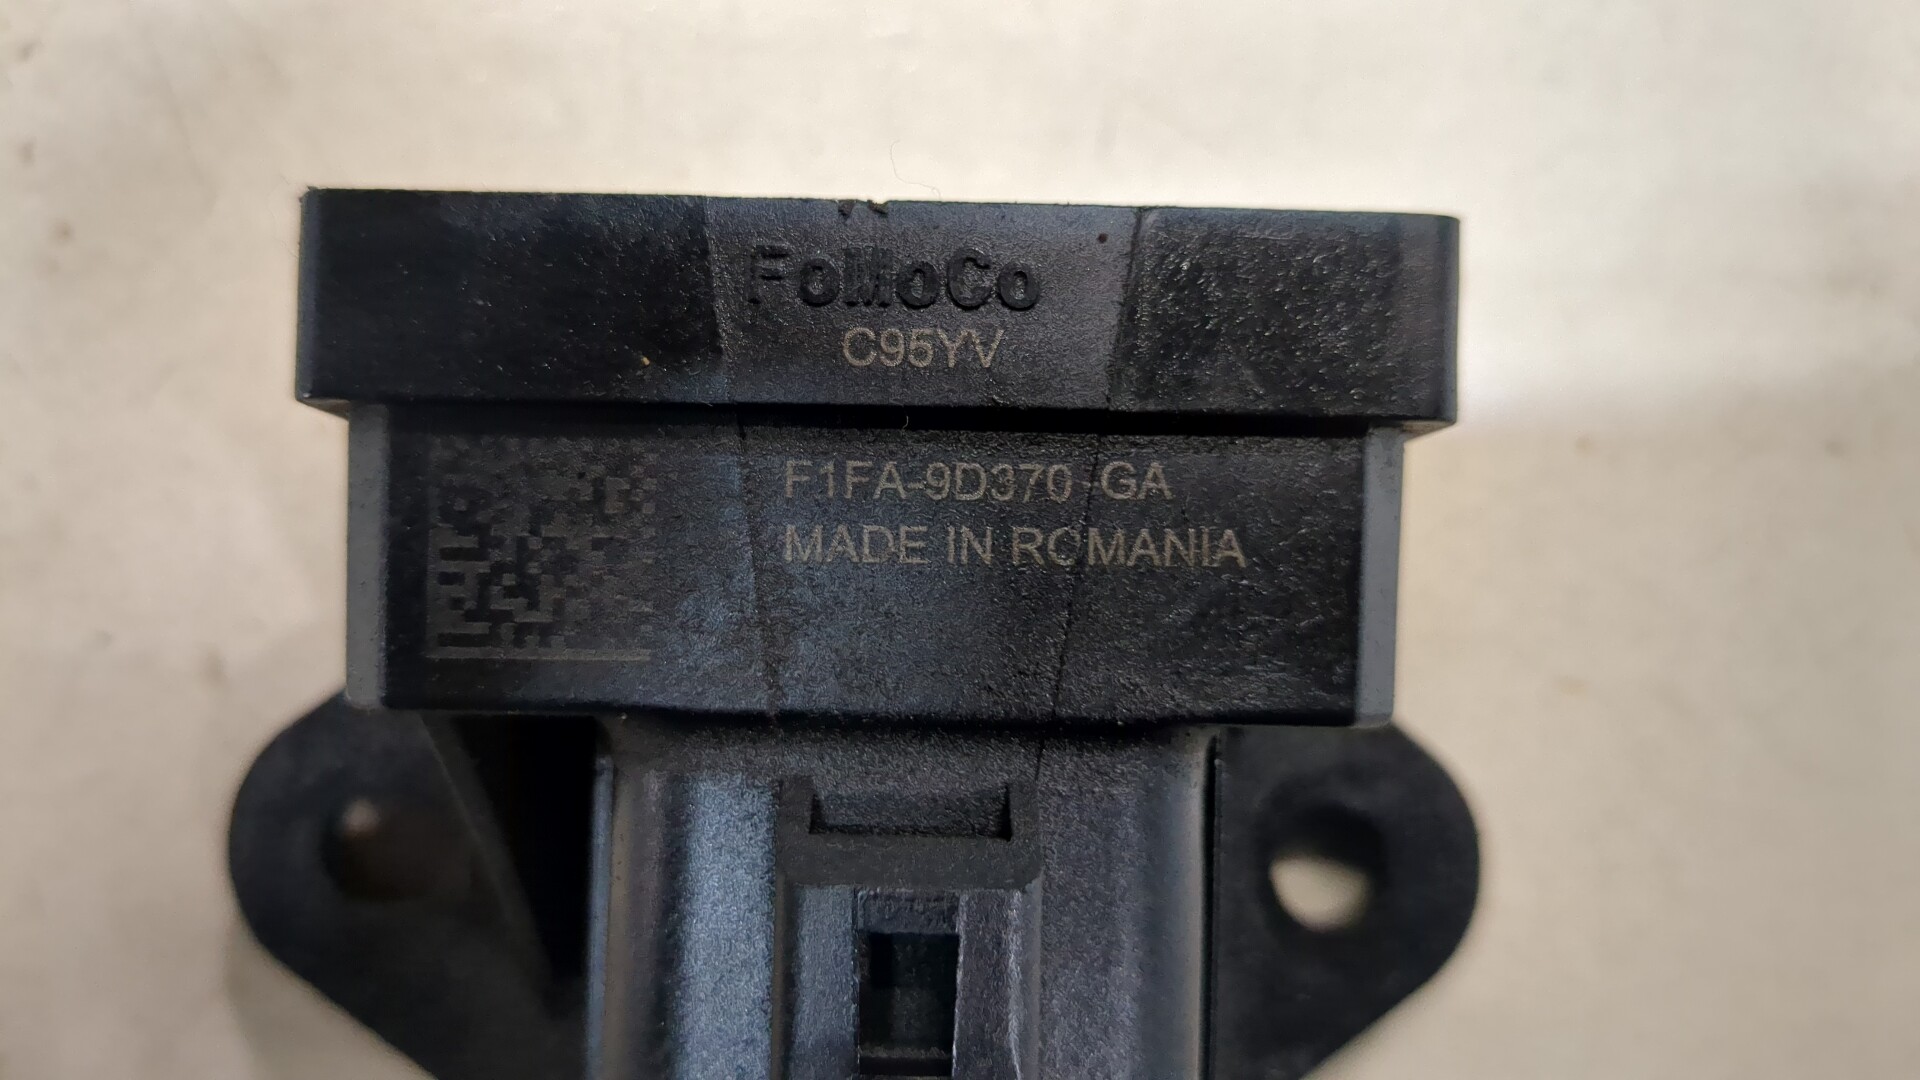 FoMoCo
C95YV
F1FA-9D370 GA
MADE IN ROMANIA